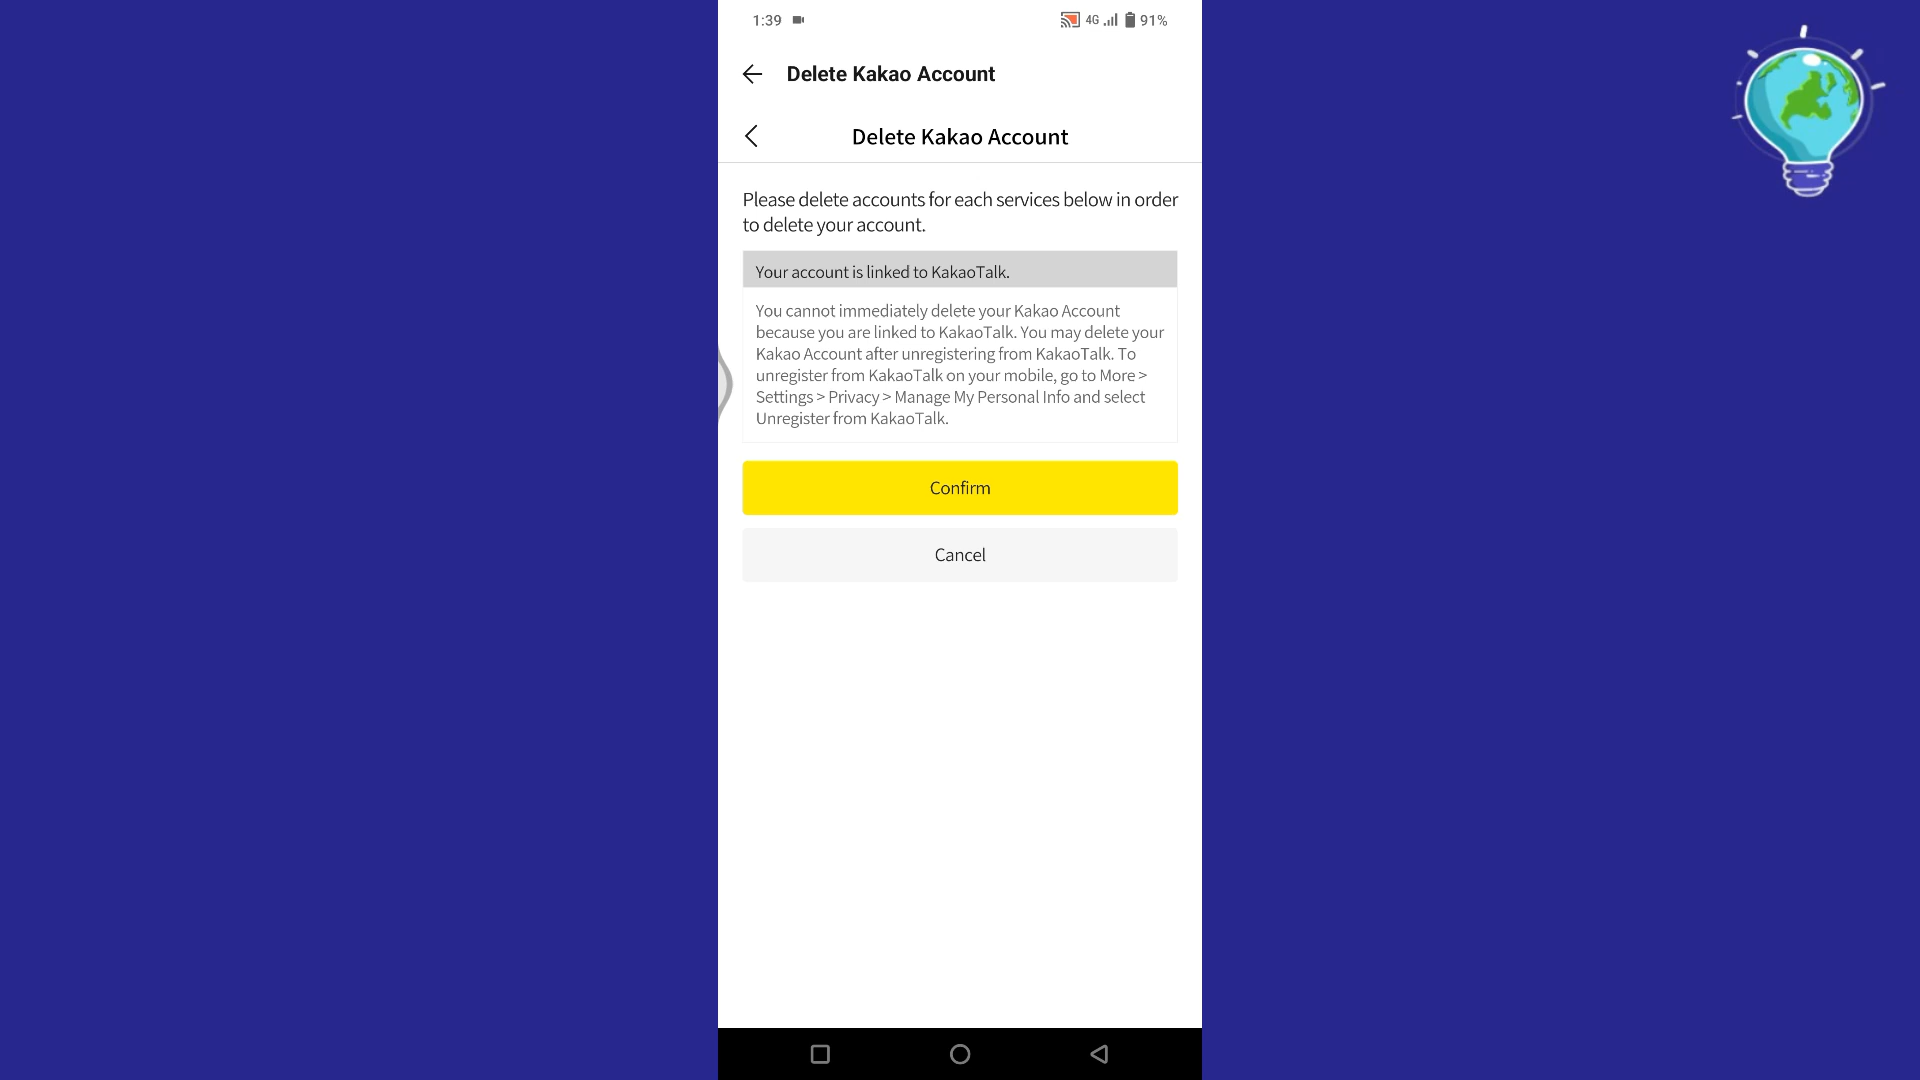 1:39
4G
91%
Delete Kakao Account
Delete Kakao Account
Please delete accounts for each services below in order
to delete your account.
Your account is linked to KakaoTalk.
You cannot immediately delete your Kakao Account
because you are linked to KakaoTalk. You may delete your
Kakao Account after unregistering from KakaoTalk. To
unregister from KakaoTalk on your mobile, go to More >
Settings > Privacy > Manage My Personal Info and select
Unregister from KakaoTalk.
Confirm
Cancel